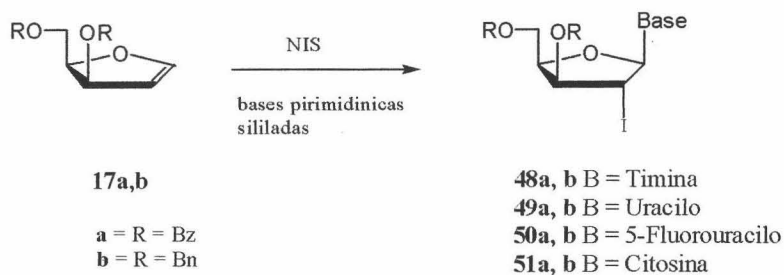 RO OR O
NIS
bases pirimidinicas
sililadas
RO OR O Base
I
17a,b
a = R = Bz
b = R = Bn
48a, b B = Timina
49a, b B = Uracilo
50a, b B = 5-Fluorouracilo
51a, b B = Citosina